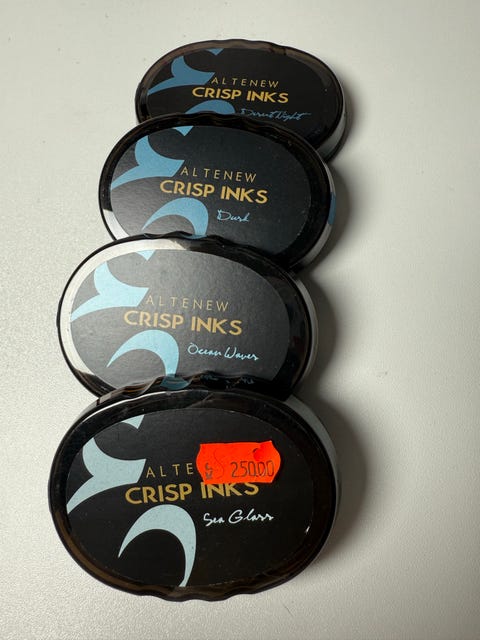 ALTENEW
CRISP INKS
Desert Night
ALTENEW
CRISP INKS
Dusk
ALTENEW
CRISP INKS
Ocean Waves
ALTE
250.00
CRISP INKS
Sea Glass